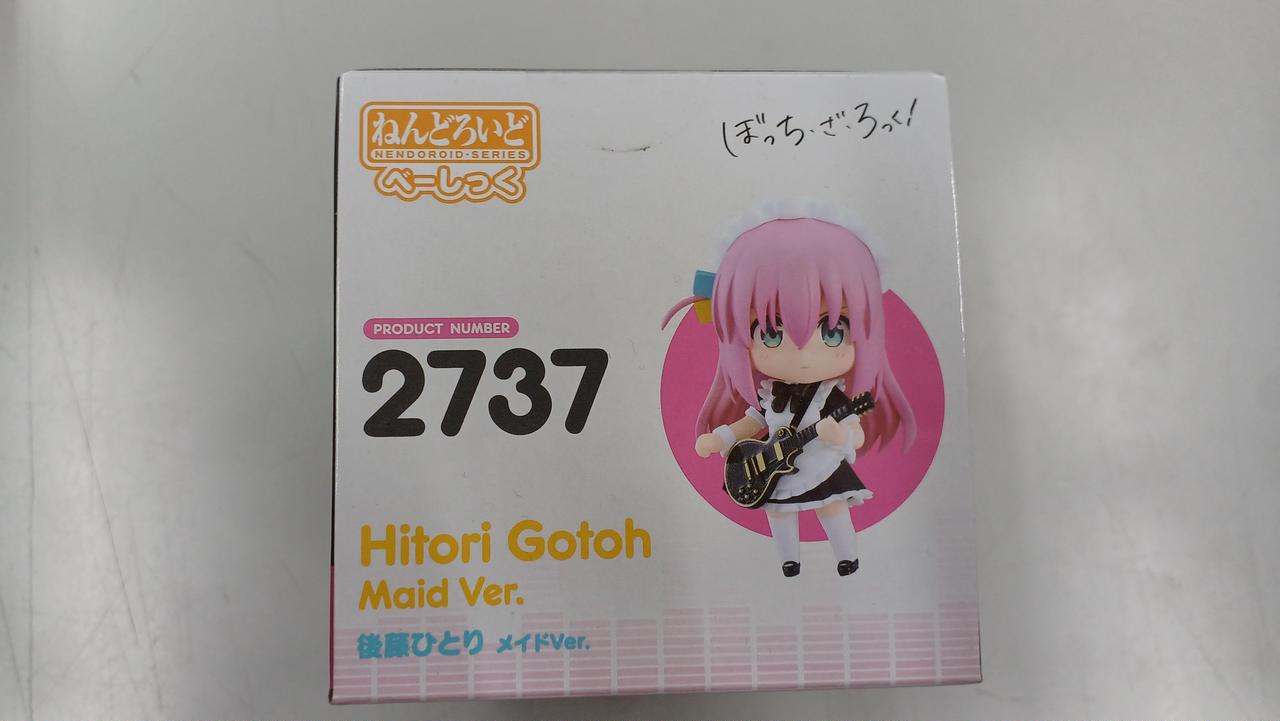 ねんどろいど
NENDOROID-SERIES
べーしっく
ぼっち・ざ・ろっく!
PRODUCT NUMBER
2737
Hitori Gotoh
Maid Ver.
後藤ひとり メイドVer.